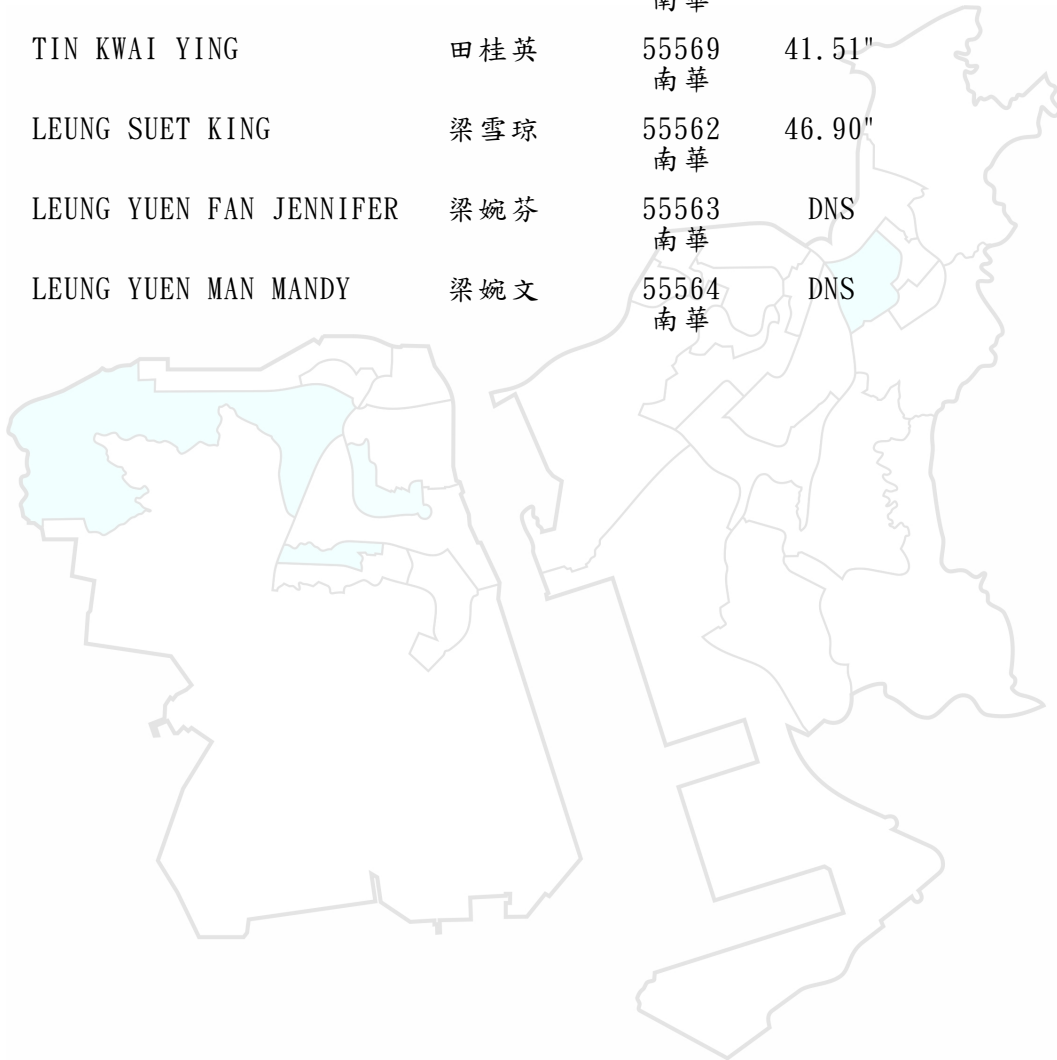 南華
TIN KWAI YING 田桂英 55569 41.51"
南華
LEUNG SUET KING 梁雪琼 55562 46.90"
南華
LEUNG YUEN FAN JENNIFER 梁婉芬 55563 DNS
南華
LEUNG YUEN MAN MANDY 梁婉文 55564 DNS
南華